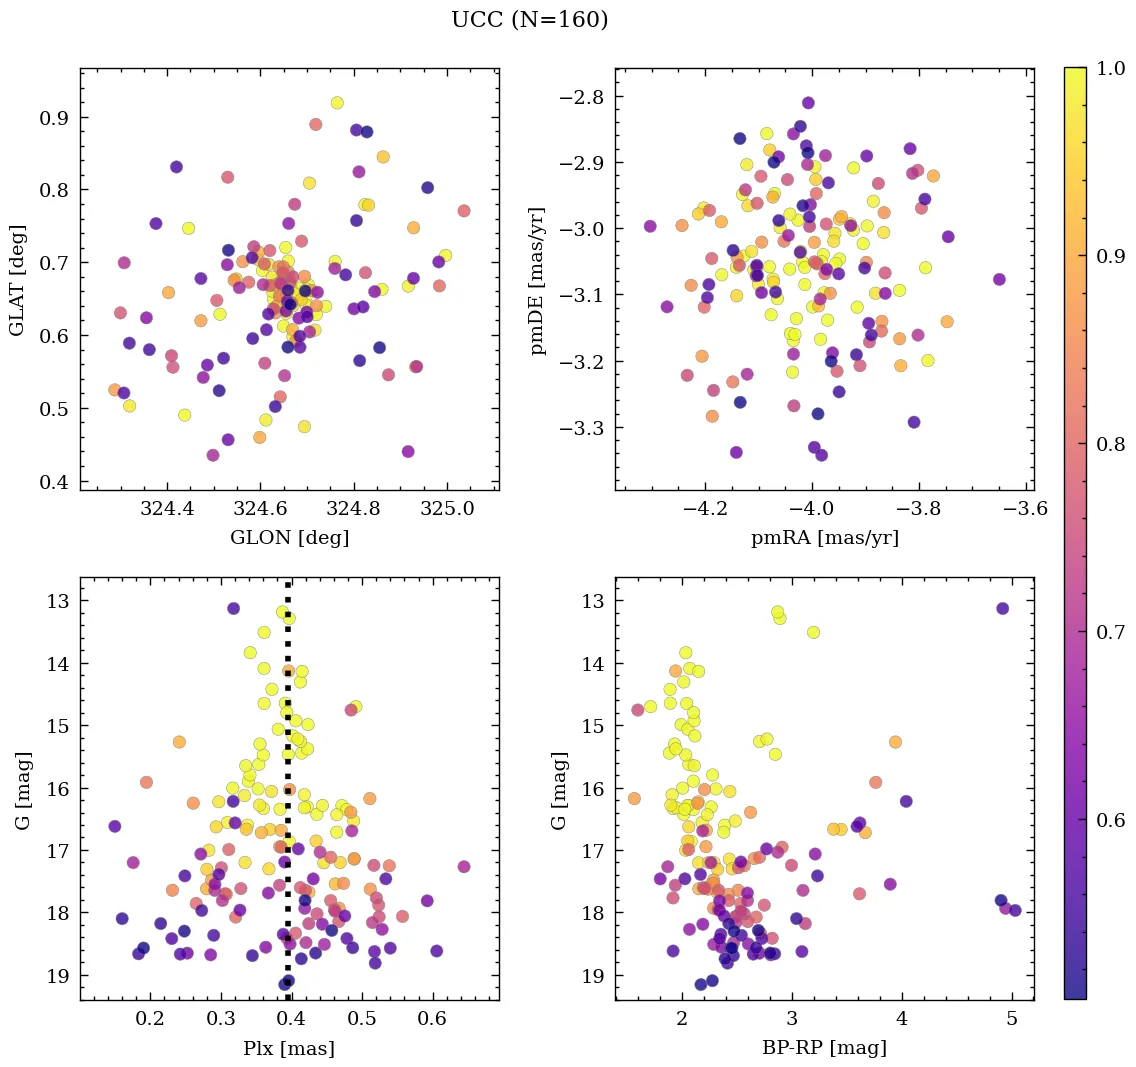 UCC (N=160)
0.9
0.8
0.7
0.6
0.5
0.4
GLAT [deg]
324.4 324.6 324.8 325.0
GLON [deg]
−2.8
−2.9
−3.0
−3.1
−3.2
−3.3
pmDE [mas/yr]
−4.2 −4.0 −3.8 −3.6
pmRA [mas/yr]
13
14
15
16
17
18
19
G [mag]
0.2 0.3 0.4 0.5 0.6
Plx [mas]
13
14
15
16
17
18
19
G [mag]
2 3 4 5
BP-RP [mag]
1.0
0.9
0.8
0.7
0.6